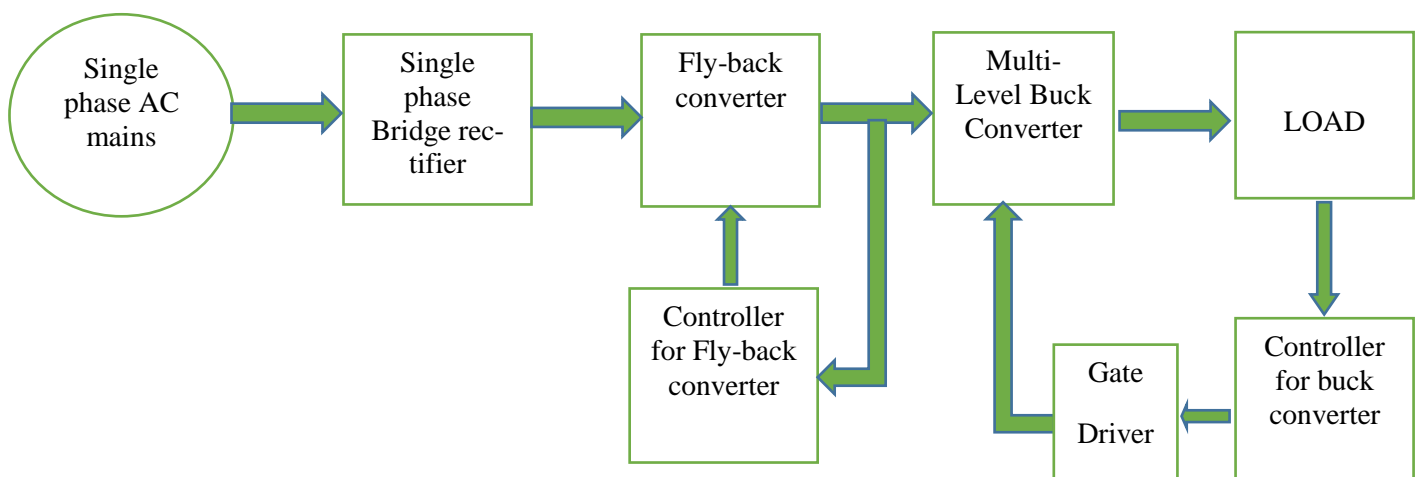 Single
phase AC
mains
Single
phase
Bridge rec-
tifier
Fly-back
converter
Multi-
Level Buck
Converter
LOAD
Controller
for Fly-back
converter
Gate
Driver
Controller
for buck
converter